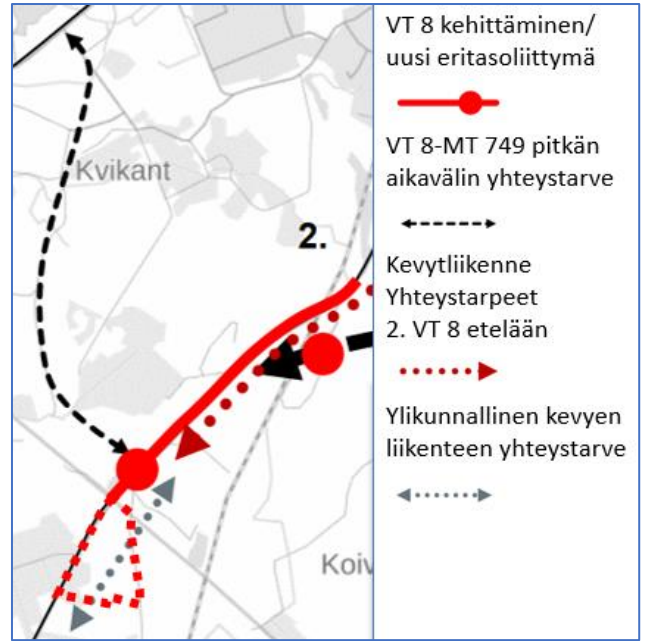 VT 8 kehittäminen/
uusi eritasoliittymä
VT 8-MT 749 pitkän
aikavälin yhteystarve
Kevytliikenne
Yhteystarpeet
2. VT 8 etelään
Ylikunnallinen kevyen
liikenteen yhteystarve
Kvikant
2.
Koiv